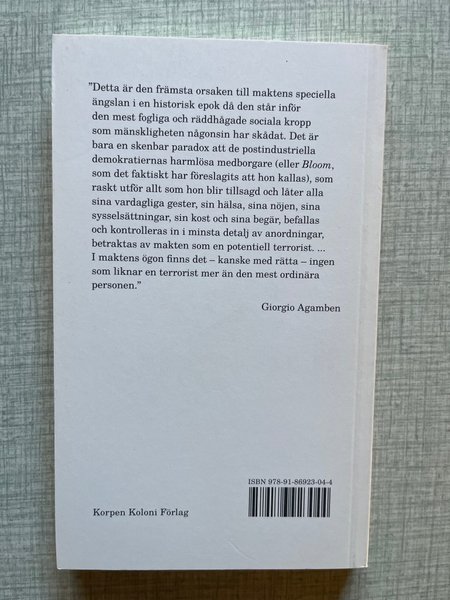 ”Detta är den främsta orsaken till maktens speciella
ängslan i en historisk epok då den står inför
den mest fogliga och räddhågade sociala kropp
som mänskligheten någonsin har skådat. Det är
bara en skenbar paradox att de postindustriella
demokratiernas harmlösa medborgare (eller Bloom,
som det faktiskt har föreslagits att hon kallas), som
raskt utför allt som hon blir tillsagd och låter alla
sina vardagliga gester, sin hälsa, sina nöjen, sina
sysselsättningar, sin kost och sina begär, befallas
och kontrolleras in i minsta detalj av anordningar,
betraktas av makten som en potentiell terrorist. ...
I maktens ögon finns det – kanske med rätta – ingen
som liknar en terrorist mer än den mest ordinära
personen.”
Giorgio Agamben
ISBN 978-91-86923-04-4
Korpen Koloni Förlag